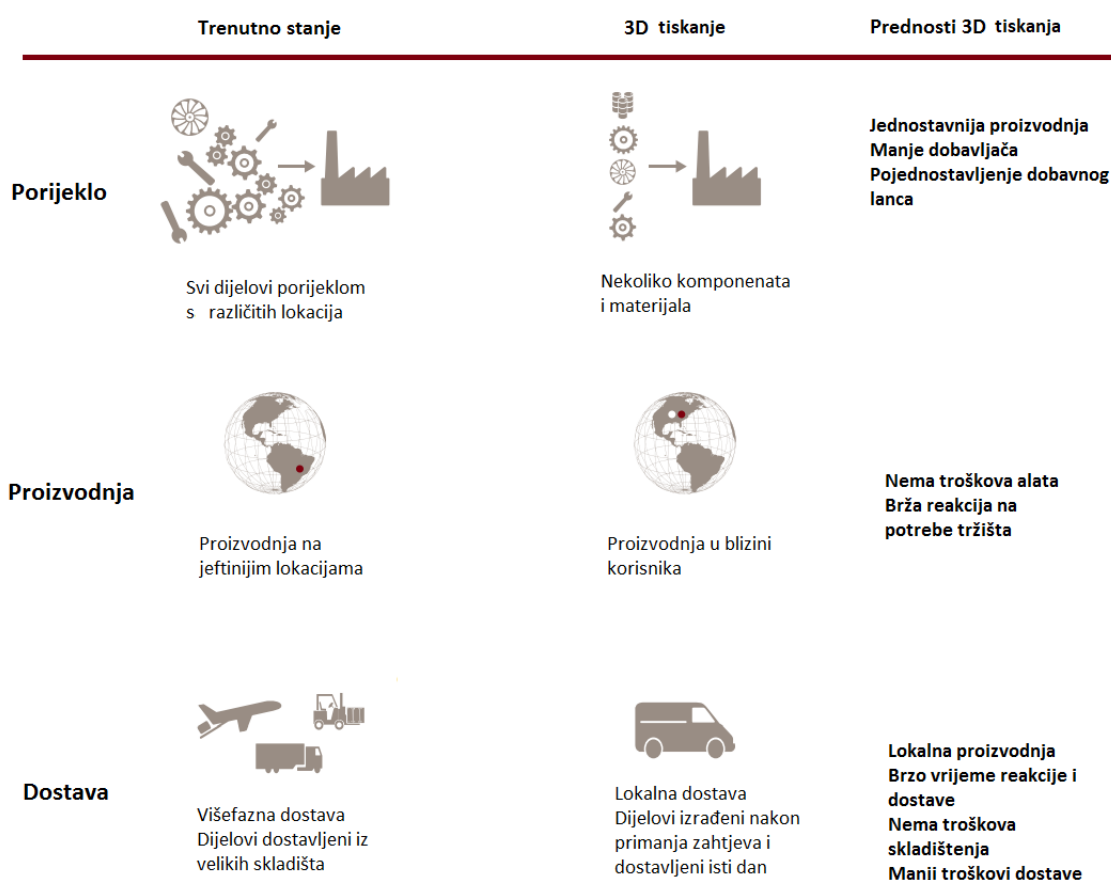 Trenutno stanje
3D tiskanje
Prednosti 3D tiskanja
Porijeklo
Svi dijelovi porijeklom
s različitih lokacija
Nekoliko komponenata
i materijala
Jednostavnija proizvodnja
Manje dobavljača
Pojednostavljenje dobavnog
lanca
Proizvodnja
Proizvodnja na
jeftinijim lokacijama
Proizvodnja u blizini
korisnika
Nema troškova alata
Brža reakcija na
potrebe tržišta
Dostava
Višefazna dostava
Dijelovi dostavljeni iz
velikih skladišta
Lokalna dostava
Dijelovi izrađeni nakon
primanja zahtjeva i
dostavljeni isti dan
Lokalna proizvodnja
Brzo vrijeme reakcije i
dostave
Nema troškova
skladištenja
Manji troškovi dostave